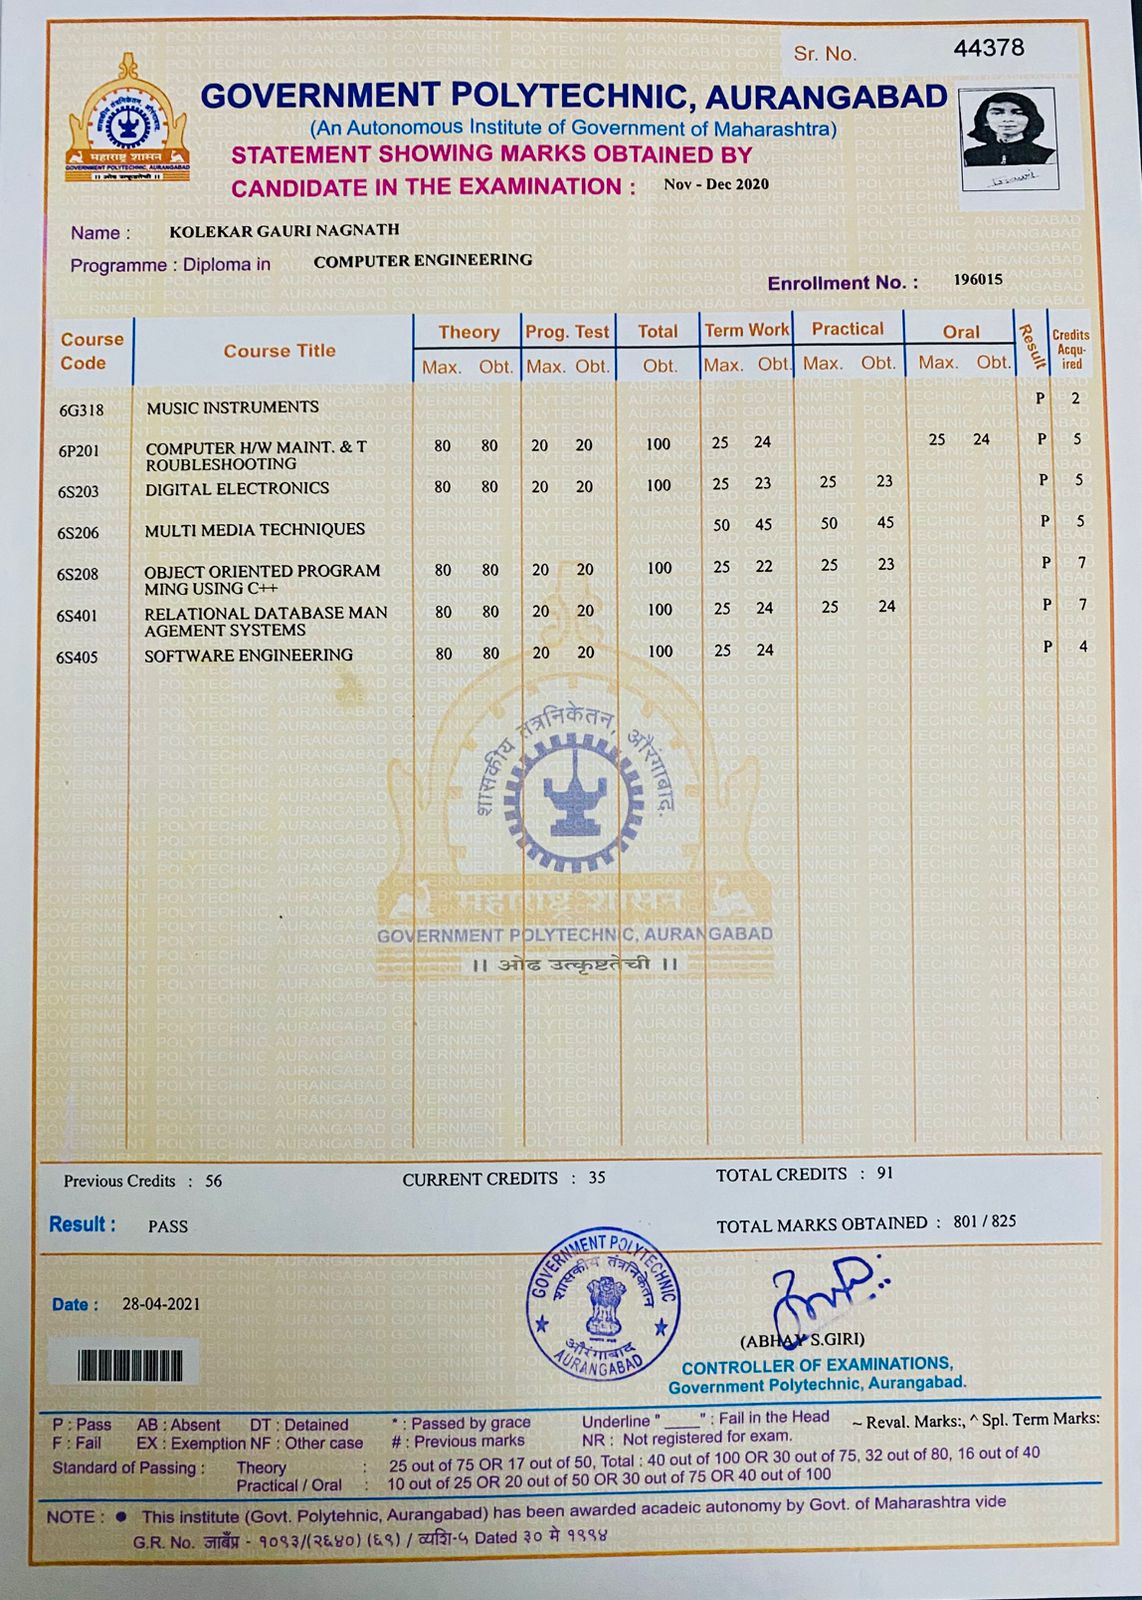 Sr. No. 44378
GOVERNMENT POLYTECHNIC, AURANGABAD
(An Autonomous Institute of Government of Maharashtra)
STATEMENT SHOWING MARKS OBTAINED BY
CANDIDATE IN THE EXAMINATION : Nov - Dec 2020
महाराष्ट्र शासन
GOVERNMENT POLYTECHNIC, AURANGABAD
|| ओढ उत्कृष्टतेची ||
Name : KOLEKAR GAURI NAGNATH
Programme : Diploma in COMPUTER ENGINEERING
Enrollment No. : 196015
Course Code Course Title Theory Prog. Test Total Term Work Practical Oral Result Credits Acqu-ired
Max. Obt. Max. Obt. Obt. Max. Obt. Max. Obt. Max. Obt.
6G318 MUSIC INSTRUMENTS P 2
6P201 COMPUTER H/W MAINT. & T 80 80 20 20 100 25 24 25 24 P 5
ROUBLESHOOTING
6S203 DIGITAL ELECTRONICS 80 80 20 20 100 25 23 25 23 P 5
6S206 MULTI MEDIA TECHNIQUES 50 45 50 45 P 5
6S208 OBJECT ORIENTED PROGRAM 80 80 20 20 100 25 22 25 23 P 7
MING USING C++
6S401 RELATIONAL DATABASE MAN 80 80 20 20 100 25 24 25 24 P 7
AGEMENT SYSTEMS
6S405 SOFTWARE ENGINEERING 80 80 20 20 100 25 24 P 4
शासकीय तंत्रनिकेतन, औरंगाबाद.
महाराष्ट्र शासन
GOVERNMENT POLYTECHNIC, AURANGABAD
|| ओढ उत्कृष्टतेची ||
Previous Credits : 56 CURRENT CREDITS : 35 TOTAL CREDITS : 91
Result : PASS TOTAL MARKS OBTAINED : 801 / 825
GOVERNMENT POLYTECHNIC
शासकीय तंत्रनिकेतन
औरंगाबाद
AURANGABAD
Date : 28-04-2021
(ABHAY S.GIRI)
CONTROLLER OF EXAMINATIONS,
Government Polytechnic, Aurangabad.
P : Pass AB : Absent DT : Detained * : Passed by grace Underline "____" : Fail in the Head ~ Reval. Marks:, ^ Spl. Term Marks:
F : Fail EX : Exemption NF : Other case # : Previous marks NR : Not registered for exam.
Standard of Passing : Theory : 25 out of 75 OR 17 out of 50, Total : 40 out of 100 OR 30 out of 75, 32 out of 80, 16 out of 40
Practical / Oral : 10 out of 25 OR 20 out of 50 OR 30 out of 75 OR 40 out of 100
NOTE : ● This institute (Govt. Polytehnic, Aurangabad) has been awarded acadeic autonomy by Govt. of Maharashtra vide
G.R. No. जाबँप्र - १०९३/(२६४०) (६९) / व्यशि-५ Dated ३० मे १९९४